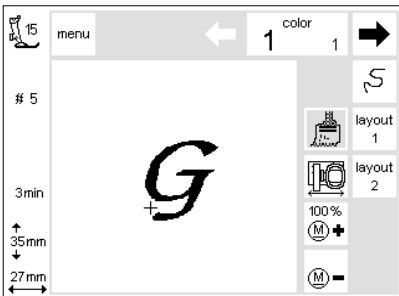 15
menu
color
1
1
# 5
layout
1
layout
2
3min
100%
M +
35mm
M -
27mm
G